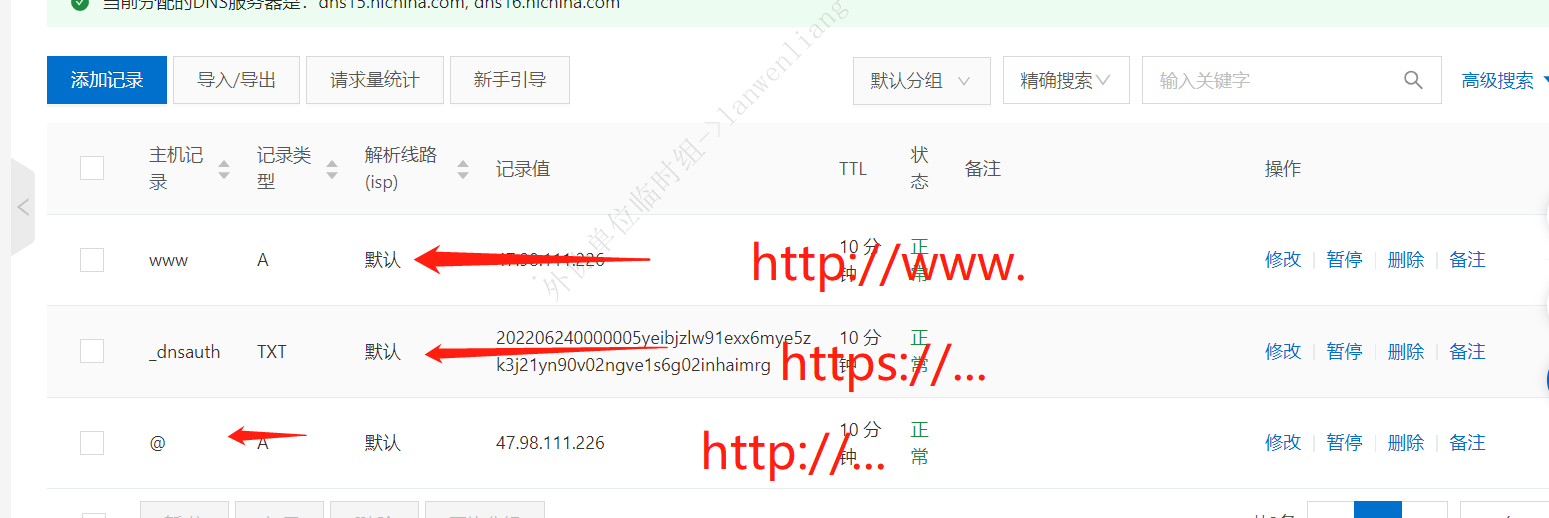 当前分配的DNS服务器是：dns15.hichina.com, dns16.hichina.com
添加记录 导入/导出 请求量统计 新手引导 默认分组 精确搜索 输入关键字 高级搜索
主机记录 记录类型 解析线路(isp) 记录值 TTL 状态 备注 操作
www A 默认 47.98.111.226 10 分钟 正常 修改 暂停 删除 备注
http://www.
_dnsauth TXT 默认 202206240000005yeibjzlw91exx6mye5z 10 分钟 正常 修改 暂停 删除 备注
k3j21yn90v02ngve1s6g02inhaimrg
https://...
@ A 默认 47.98.111.226 10 分钟 正常 修改 暂停 删除 备注
http://...
单位临时组->lanwenliang